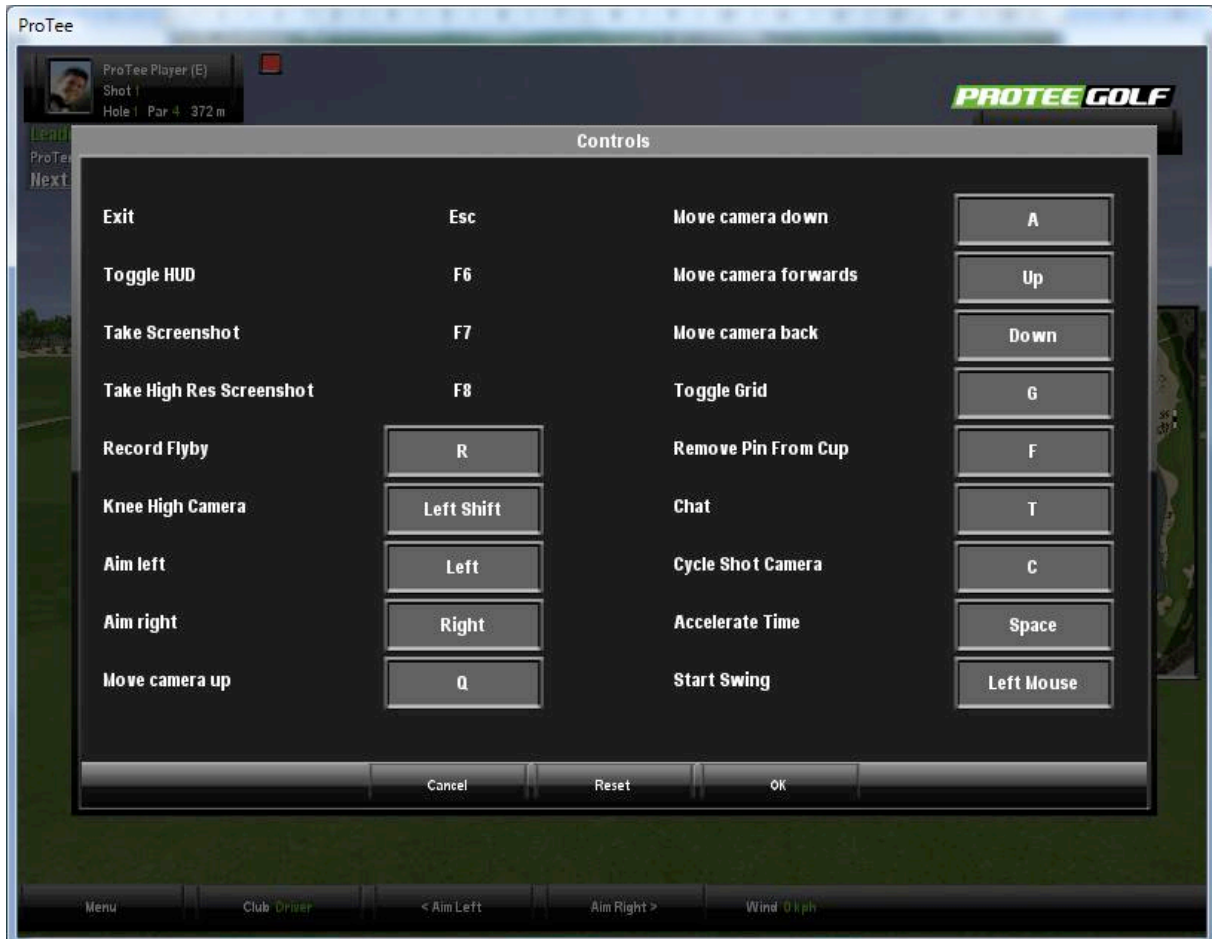 ProTee
ProTee Player (E)
Shot 1
Hole 1 Par 4 372 m
PROTEE GOLF
ProTee
Next
Controls
Exit Esc
Toggle HUD F6
Take Screenshot F7
Take High Res Screenshot F8
Record Flyby R
Knee High Camera Left Shift
Aim left Left
Aim right Right
Move camera up Q
Move camera down A
Move camera forwards Up
Move camera back Down
Toggle Grid G
Remove Pin From Cup F
Chat T
Cycle Shot Camera C
Accelerate Time Space
Start Swing Left Mouse
Cancel Reset OK
Menu Club Driver < Aim Left Aim Right > Wind 0 kph